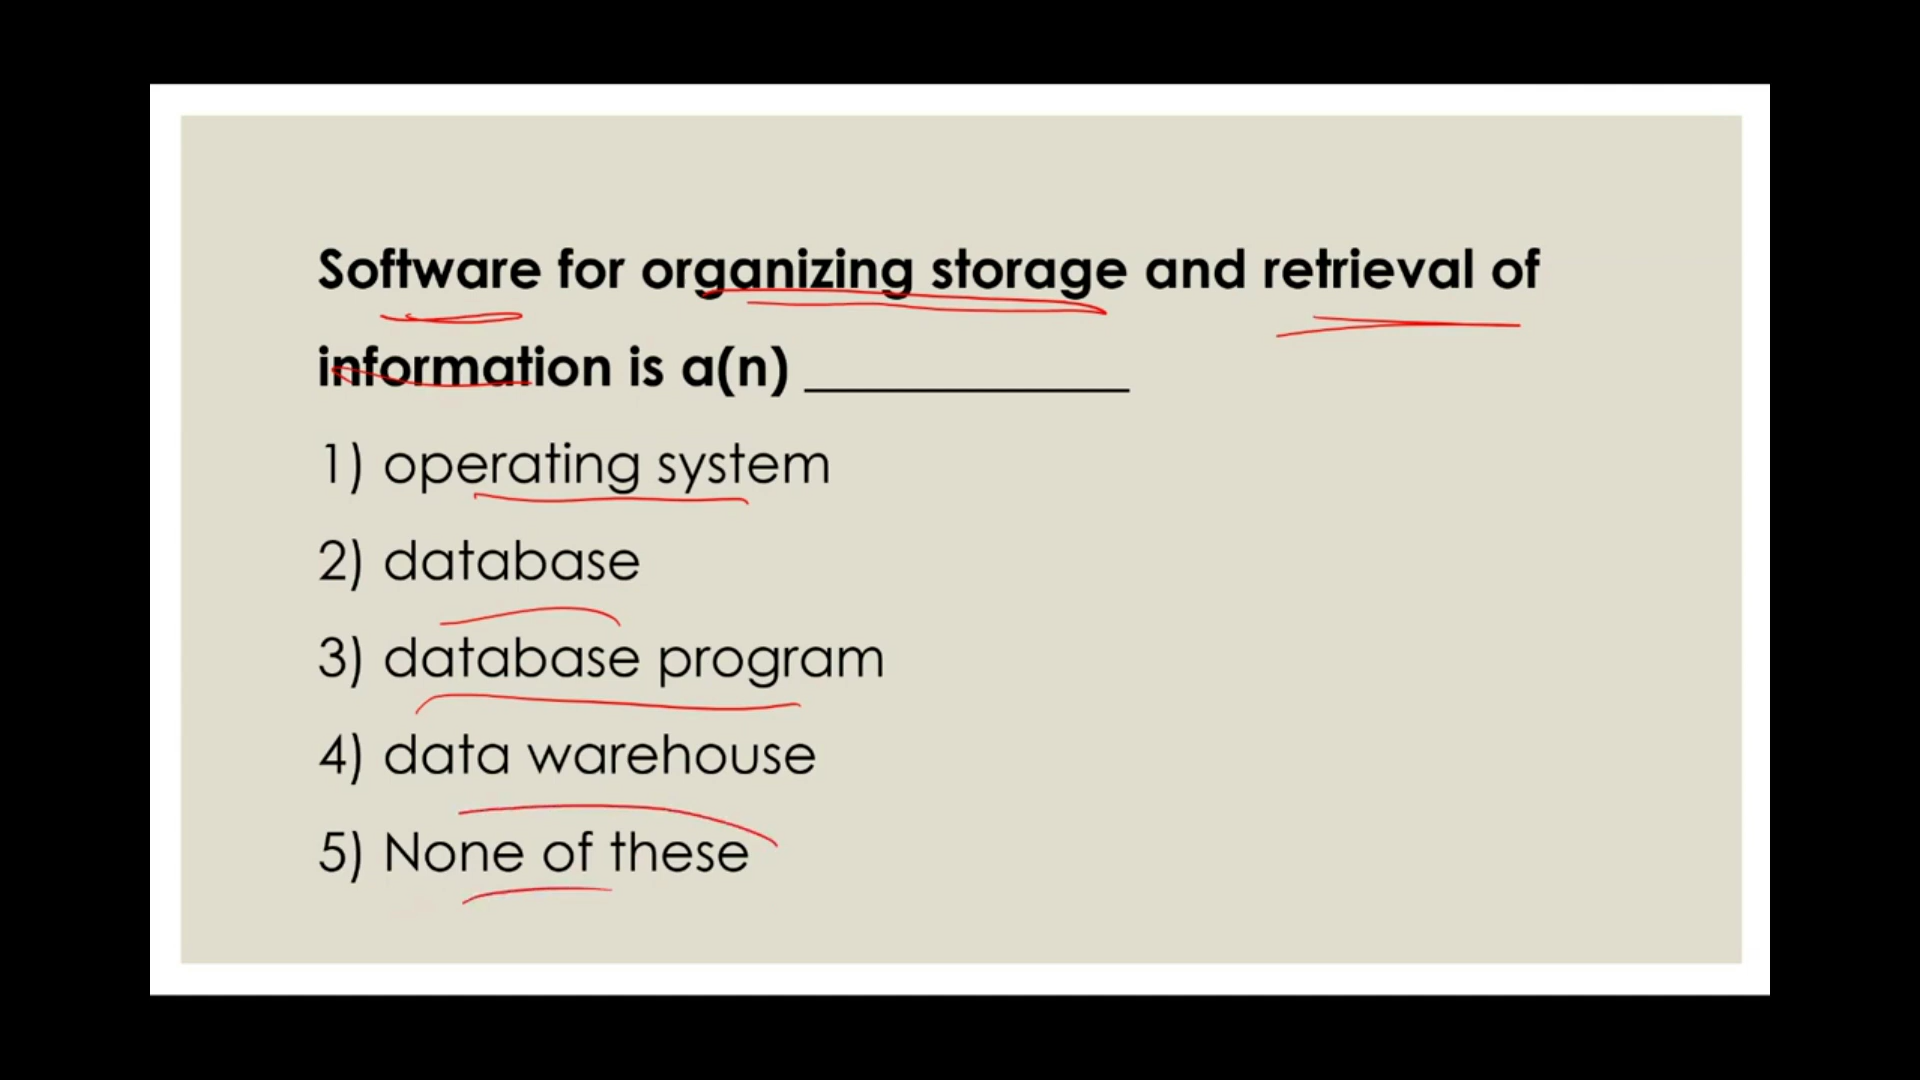 Software for organizing storage and retrieval of
information is a(n) ____________
1) operating system
2) database
3) database program
4) data warehouse
5) None of these